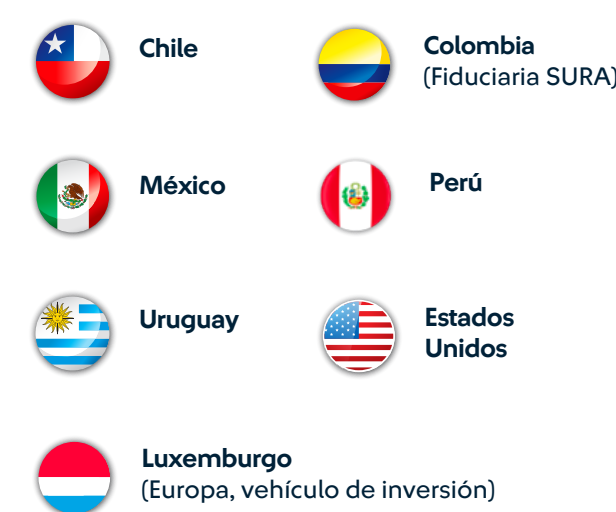 Chile
Colombia
(Fiduciaria SURA)
México
Perú
Uruguay
Estados
Unidos
Luxemburgo
(Europa, vehículo de inversión)